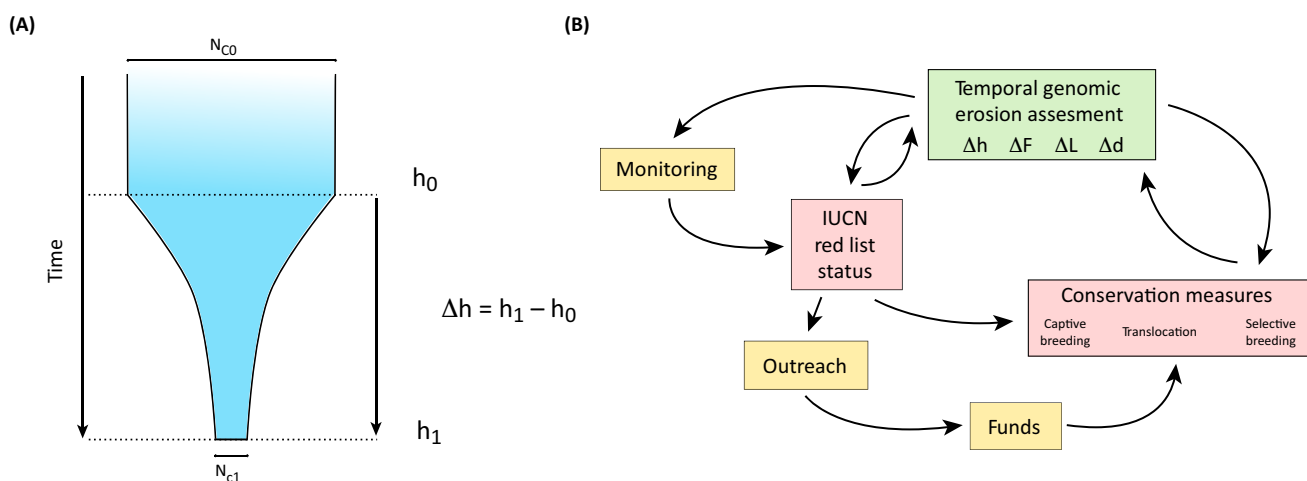 (A)
N_C0
Time
h_0
Δh = h_1 – h_0
h_1
N_c1
(B)
Temporal genomic
erosion assesment
Δh ΔF ΔL Δd
Monitoring
IUCN
red list
status
Conservation measures
Captive
breeding
Translocation
Selective
breeding
Outreach
Funds